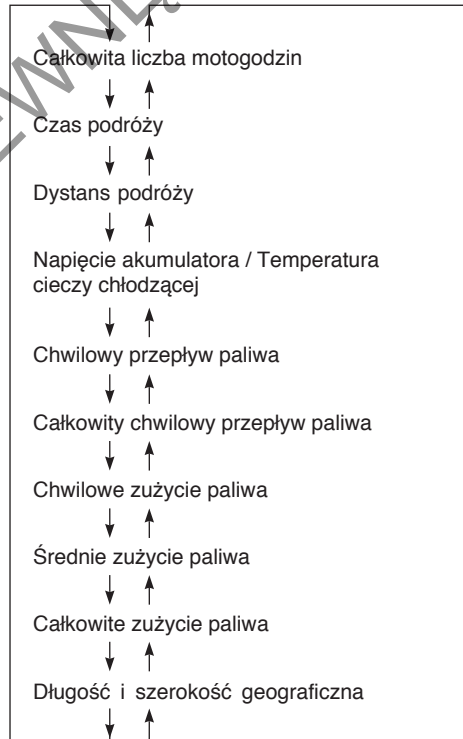 Całkowita liczba motogodzin
Czas podróży
Dystans podróży
Napięcie akumulatora / Temperatura
cieczy chłodzącej
Chwilowy przepływ paliwa
Całkowity chwilowy przepływ paliwa
Chwilowe zużycie paliwa
Średnie zużycie paliwa
Całkowite zużycie paliwa
Długość i szerokość geograficzna